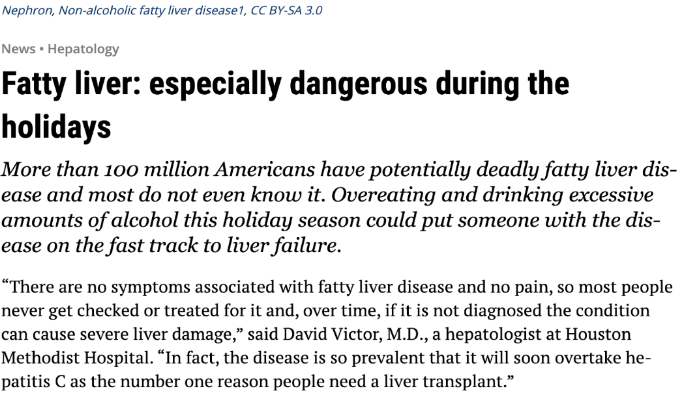 Nephron, Non-alcoholic fatty liver disease1, CC BY-SA 3.0
News • Hepatology
Fatty liver: especially dangerous during the
holidays
More than 100 million Americans have potentially deadly fatty liver dis-
ease and most do not even know it. Overeating and drinking excessive
amounts of alcohol this holiday season could put someone with the dis-
ease on the fast track to liver failure.
“There are no symptoms associated with fatty liver disease and no pain, so most people
never get checked or treated for it and, over time, if it is not diagnosed the condition
can cause severe liver damage,” said David Victor, M.D., a hepatologist at Houston
Methodist Hospital. “In fact, the disease is so prevalent that it will soon overtake he-
patitis C as the number one reason people need a liver transplant.”